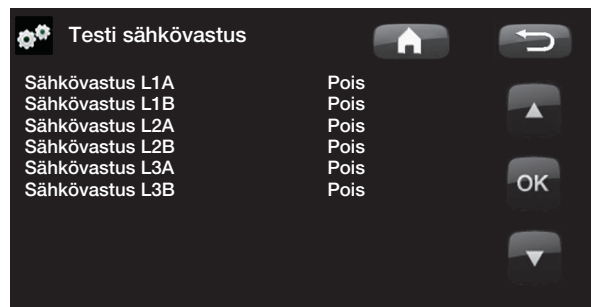 Testi sähkövastus
Sähkövastus L1A Pois
Sähkövastus L1B Pois
Sähkövastus L2A Pois
Sähkövastus L2B Pois
Sähkövastus L3A Pois
Sähkövastus L3B Pois
OK